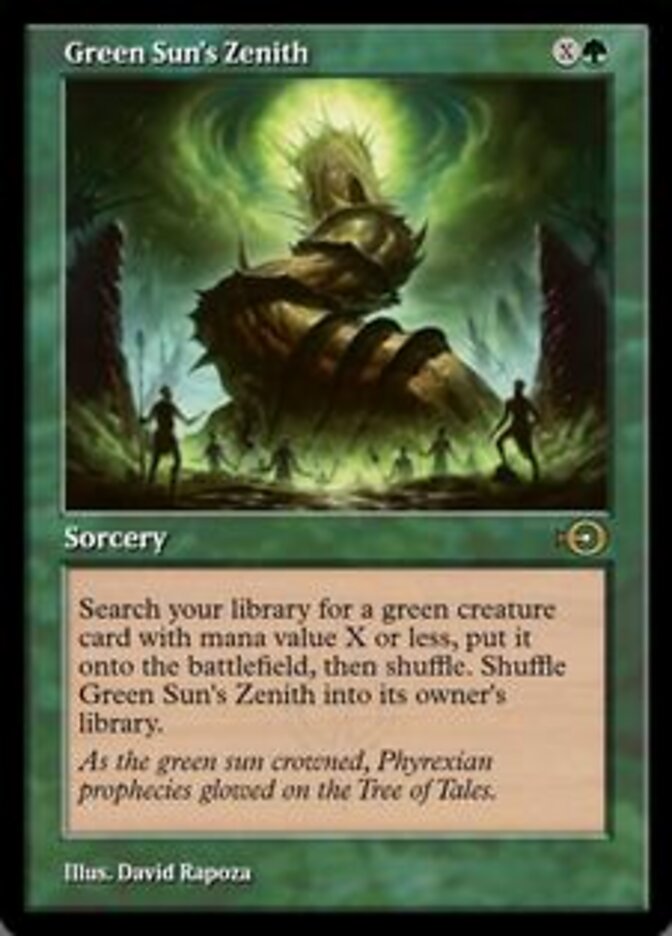 Green Sun's Zenith X
Sorcery
Search your library for a green creature
card with mana value X or less, put it
onto the battlefield, then shuffle. Shuffle
Green Sun's Zenith into its owner's
library.
As the green sun crowned, Phyrexian
prophecies glowed on the Tree of Tales.
Illus. David Rapoza